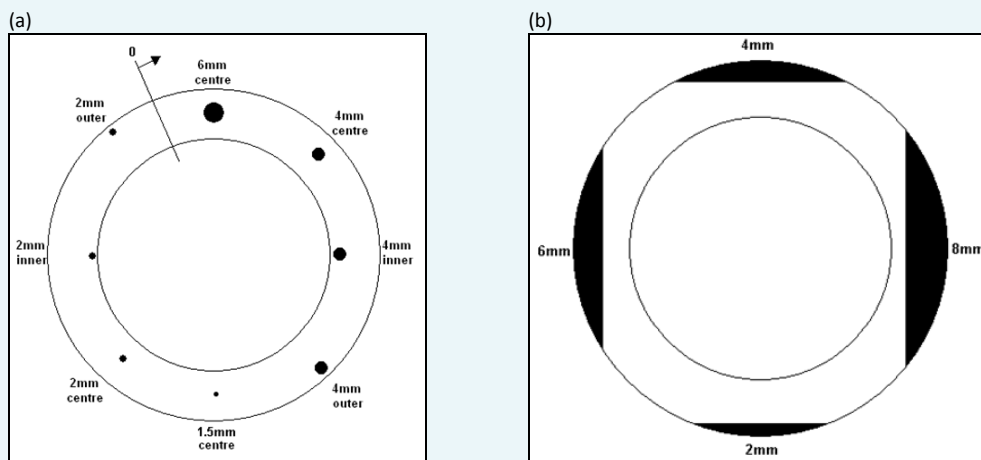 (a)
0
6mm
centre
4mm
centre
2mm
outer
2mm
inner
4mm
inner
2mm
centre
4mm
outer
1.5mm
centre
(b)
4mm
6mm
8mm
2mm